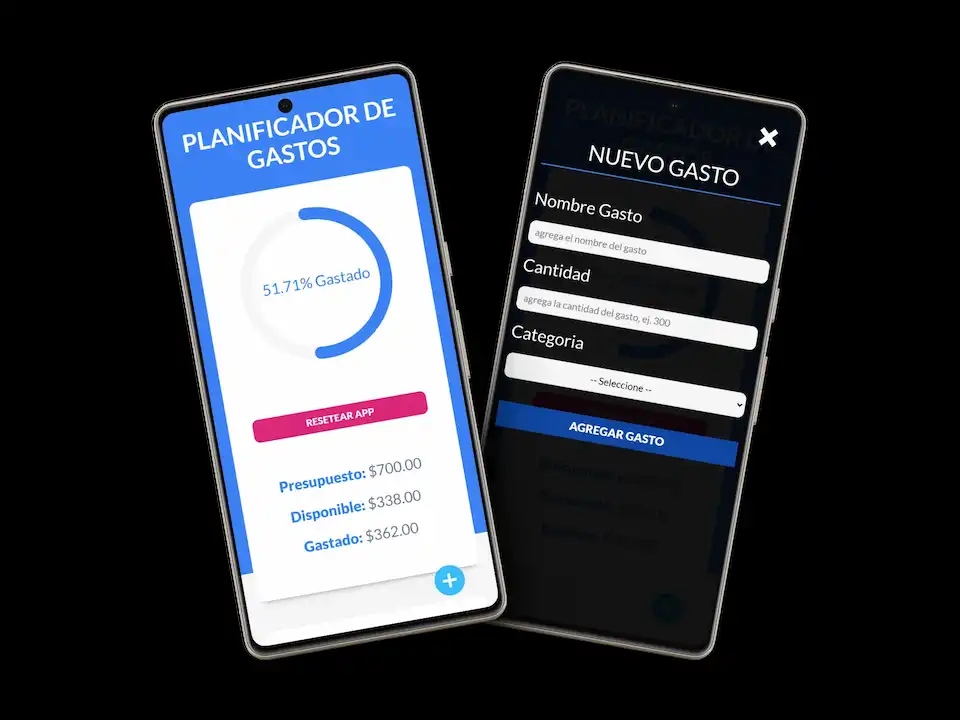 PLANIFICADOR DE
GASTOS
51.71% Gastado
RESETEAR APP
Presupuesto: $700.00
Disponible: $338.00
Gastado: $362.00
+
PLANIFICADOR D
NUEVO GASTO
Nombre Gasto
agrega el nombre del gasto
Cantidad
agrega la cantidad del gasto, ej. 300
Categoria
-- Seleccione --
AGREGAR GASTO